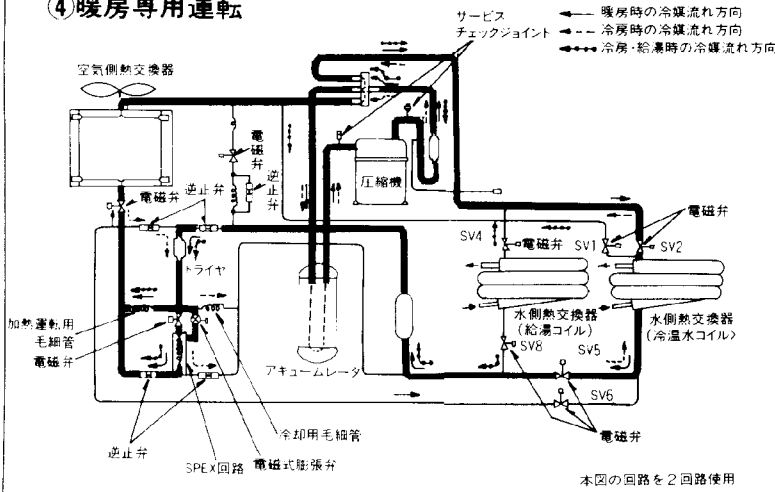 ④暖房専用運転
サービス
チェックジョイント
暖房時の冷媒流れ方向
冷房時の冷媒流れ方向
冷房・給湯時の冷媒流れ方向
空気側熱交換器
電磁弁
逆止弁
圧縮機
電磁弁
逆止弁
電磁弁
SV4
電磁弁
SV1
SV2
ドライヤ
加熱運転用
毛細管
電磁弁
水側熱交換器
(給湯コイル)
水側熱交換器
(冷温水コイル)
SV8
SV5
SV6
アキュームレータ
冷却用毛細管
逆止弁
SPEX回路
電磁式膨張弁
電磁弁
本図の回路を2回路使用